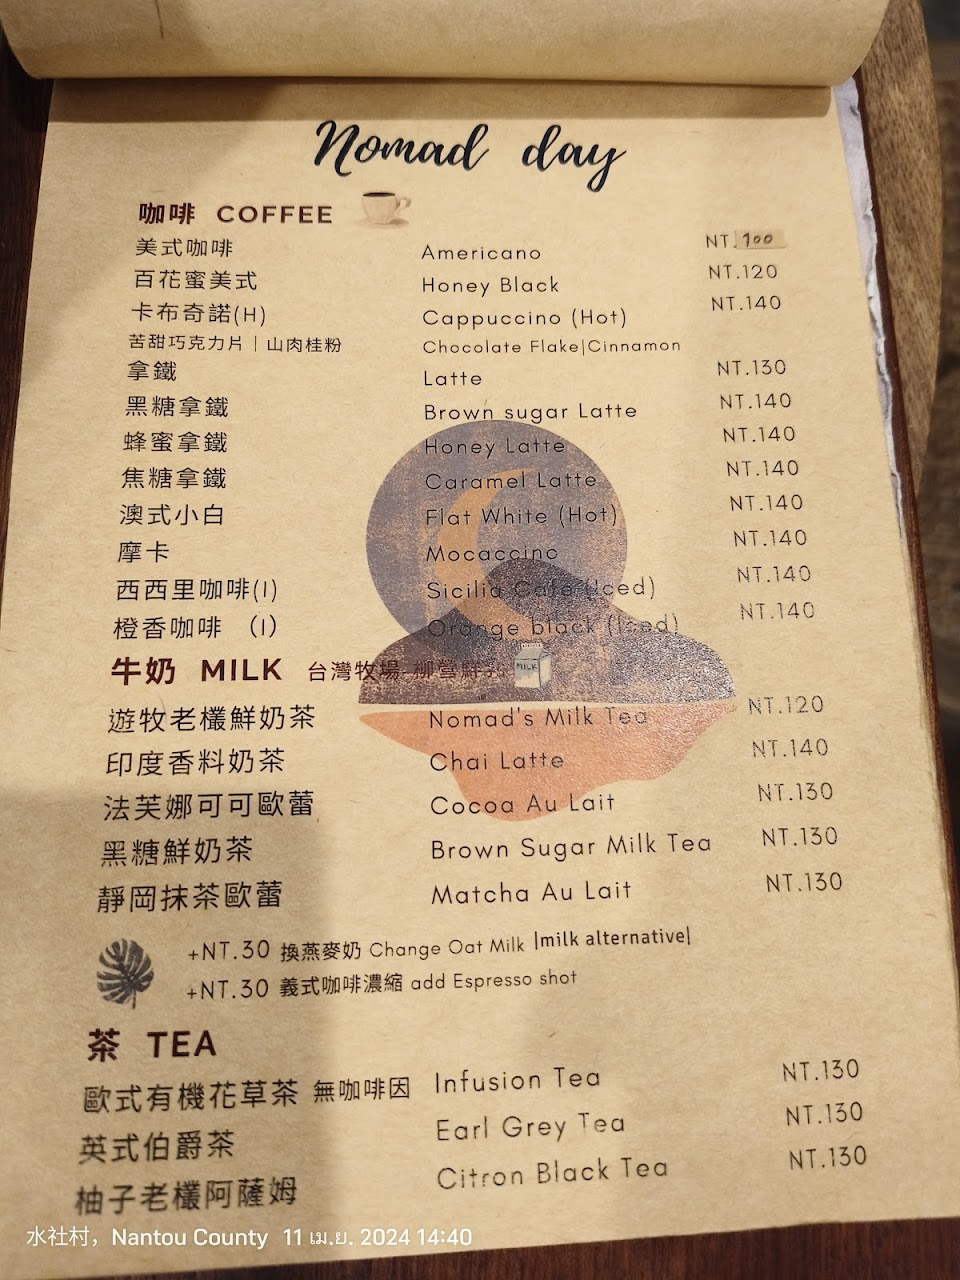 Nomad day
咖啡 COFFEE
美式咖啡 Americano NT.100
百花蜜美式 Honey Black NT.120
卡布奇諾(H) Cappuccino (Hot) NT.140
苦甜巧克力片|山肉桂粉 Chocolate Flake|Cinnamon
拿鐵 Latte NT.130
黑糖拿鐵 Brown sugar Latte NT.140
蜂蜜拿鐵 Honey Latte NT.140
焦糖拿鐵 Caramel Latte NT.140
澳式小白 Flat White (Hot) NT.140
摩卡 Mocaccino NT.140
西西里咖啡(I) Sicilia Cafe (Iced) NT.140
橙香咖啡 (I) Orange black (Iced) NT.140
牛奶 MILK 台灣牧場 柳營鮮乳 MILK
遊牧老欉鮮奶茶 Nomad's Milk Tea NT.120
印度香料奶茶 Chai Latte NT.140
法芙娜可可歐蕾 Cocoa Au Lait NT.130
黑糖鮮奶茶 Brown Sugar Milk Tea NT.130
靜岡抹茶歐蕾 Matcha Au Lait NT.130
+NT.30 換燕麥奶 Change Oat Milk |milk alternative|
+NT.30 義式咖啡濃縮 add Espresso shot
茶 TEA
歐式有機花草茶 無咖啡因 Infusion Tea NT.130
英式伯爵茶 Earl Grey Tea NT.130
柚子老欉阿薩姆 Citron Black Tea NT.130
水社村, Nantou County 11 เม.ย. 2024 14:40